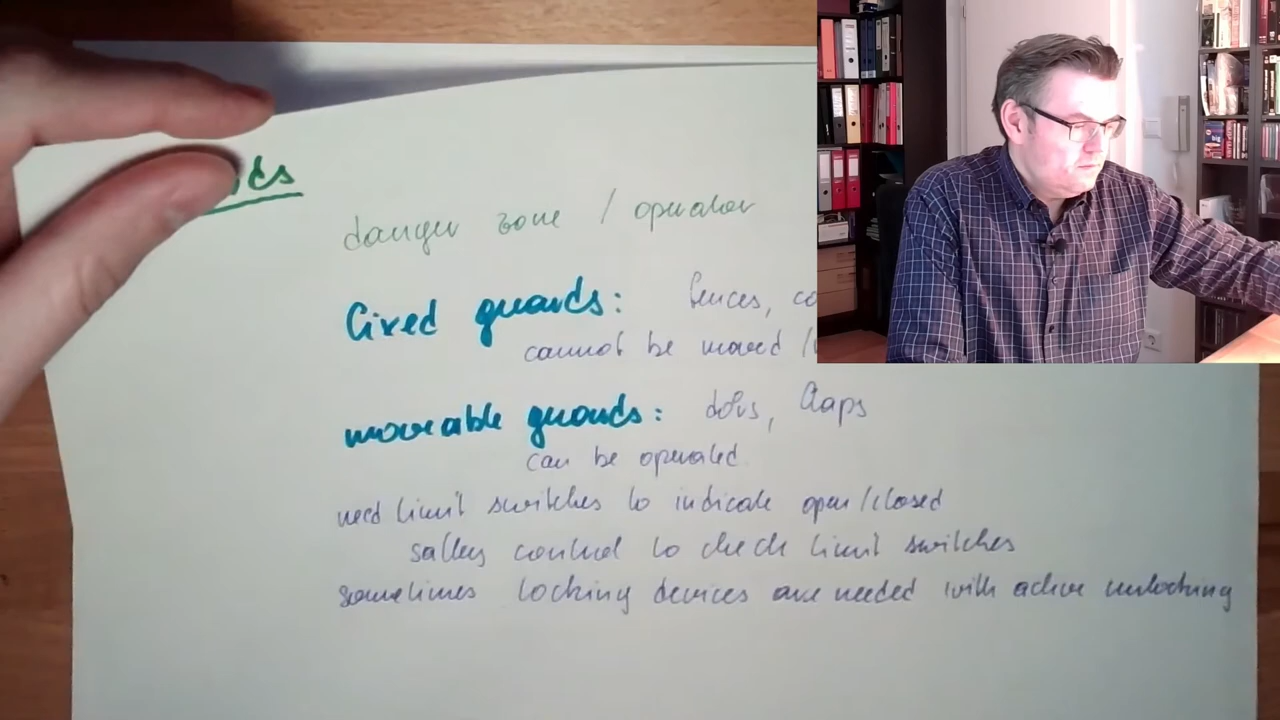 danger zone / operator
fixed guards: fences,
cannot be moved /
moveable guards: doors, flaps
can be operated
need limit switches to indicate open/closed
safety control to check limit switches
sometimes locking devices are needed with active unlocking